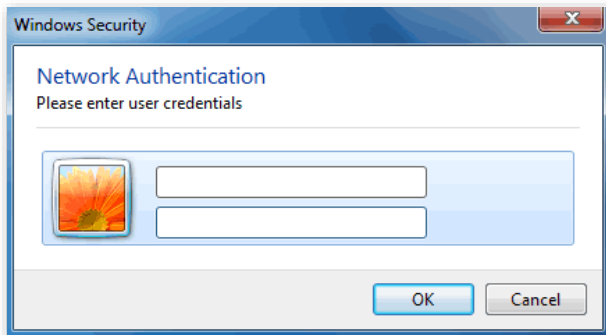 Windows Security
Network Authentication
Please enter user credentials
OK
Cancel